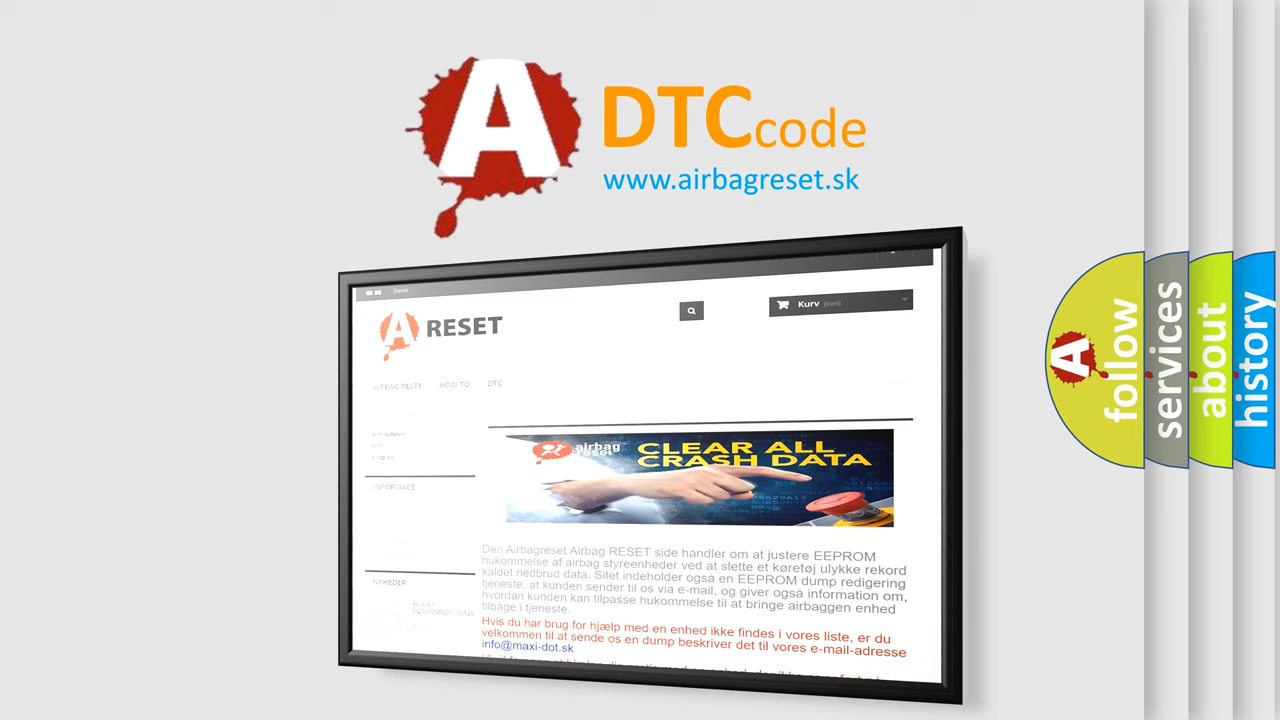 A DTCcode
www.airbagreset.sk
Dansk
A RESET
Kurv (tom)
AIRBAG RESET HOW TO DTC
INFORMACE
NYHEDER
airbag
reset
CLEAR ALL
CRASH DATA
Den Airbagreset Airbag RESET side handler om at justere EEPROM
hukommelse af airbag styreenheder ved at slette et køretøj ulykke rekord
kaldet nedbrud data. Sitet indeholder også en EEPROM dump redigering
tjeneste, at kunden sender til os via e-mail, og giver også information om,
hvordan kunden kan tilpasse hukommelse til at bringe airbaggen enhed
tilbage i tjeneste.
Hvis du har brug for hjælp med en enhed ikke findes i vores liste, er du
velkommen til at sende os en dump beskriver det til vores e-mail-adresse
info@maxi-dot.sk
A
follow
services
about
history